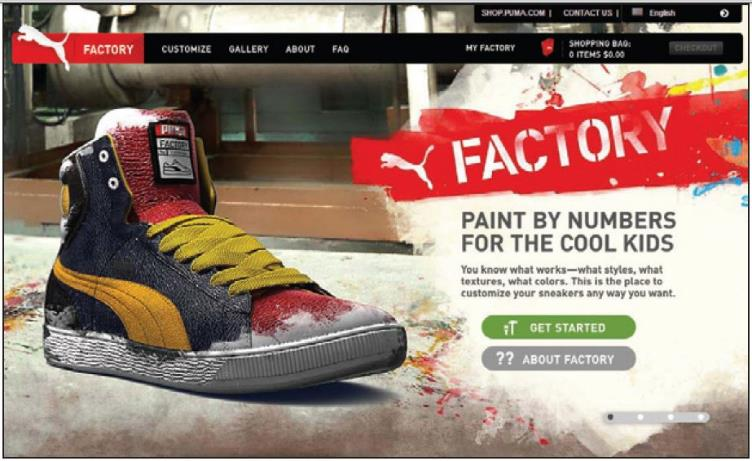 SHOP.PUMA.COM | CONTACT US | English
FACTORY CUSTOMIZE GALLERY ABOUT FAQ MY FACTORY SHOPPING BAG:
0 ITEMS $0.00 CHECKOUT
PUMA
FACTORY
FACTORY
PAINT BY NUMBERS
FOR THE COOL KIDS
You know what works—what styles, what
textures, what colors. This is the place to
customize your sneakers any way you want.
GET STARTED
?? ABOUT FACTORY